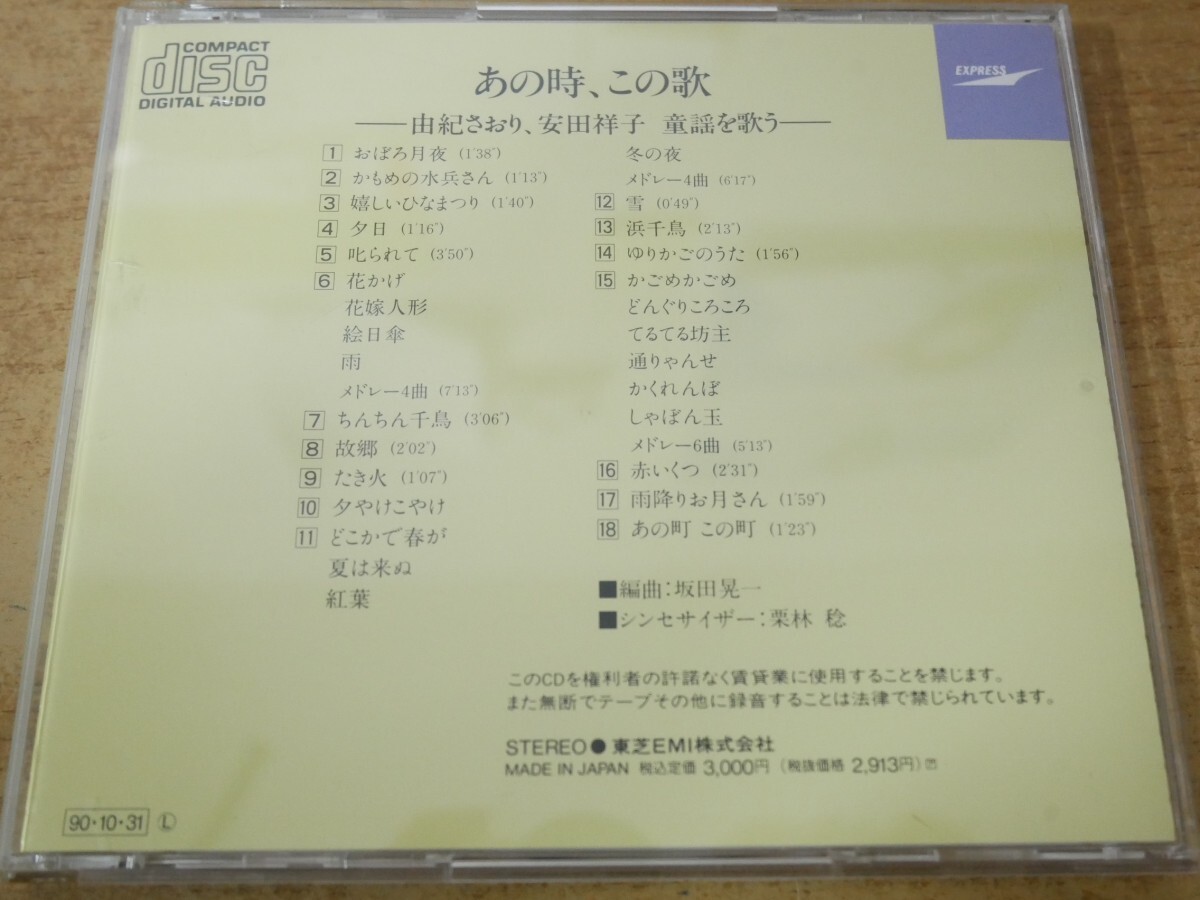 COMPACT
disc
DIGITAL AUDIO
EXPRESS
あの時、この歌
──由紀さおり、安田祥子 童謡を歌う──
1 おぼろ月夜 (1'38")
2 かもめの水兵さん (1'13")
3 嬉しいひなまつり (1'40")
4 夕日 (1'16")
5 叱られて (3'50")
6 花かげ
花嫁人形
絵日傘
雨
メドレー4曲 (7'13")
7 ちんちん千鳥 (3'06")
8 故郷 (2'02")
9 たき火 (1'07")
10 夕やけこやけ
11 どこかで春が
夏は来ぬ
紅葉
冬の夜
メドレー4曲 (6'17")
12 雪 (0'49")
13 浜千鳥 (2'13")
14 ゆりかごのうた (1'56")
15 かごめかごめ
どんぐりころころ
てるてる坊主
通りゃんせ
かくれんぼ
しゃぼん玉
メドレー6曲 (5'13")
16 赤いくつ (2'31")
17 雨降りお月さん (1'59")
18 あの町 この町 (1'23")
■編曲：坂田晃一
■シンセサイザー：栗林 稔
このCDを権利者の許諾なく賃貸業に使用することを禁じます。
また無断でテープその他に録音することは法律で禁じられています。
STEREO● 東芝EMI株式会社
MADE IN JAPAN 税込定価 3,000円 (税抜価格 2,913円)
90・10・31 Ⓛ